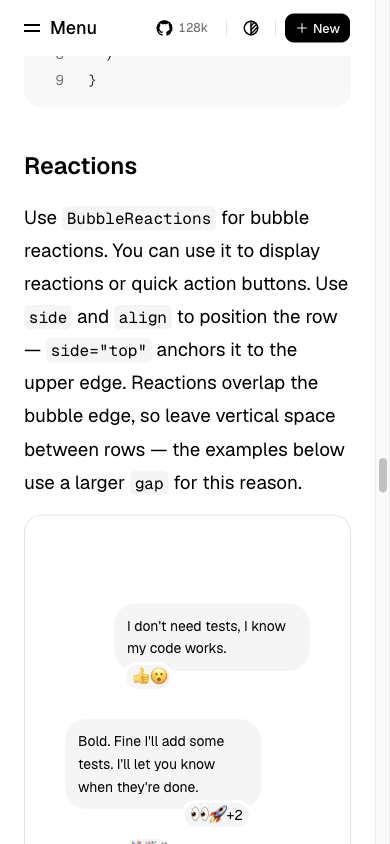 Menu
128k
+ New
9 }
Reactions
Use BubbleReactions for bubble
reactions. You can use it to display
reactions or quick action buttons. Use
side and align to position the row
— side="top" anchors it to the
upper edge. Reactions overlap the
bubble edge, so leave vertical space
between rows — the examples below
use a larger gap for this reason.
I don't need tests, I know
my code works.
👍😮
Bold. Fine I'll add some
tests. I'll let you know
when they're done.
👀🚀+2